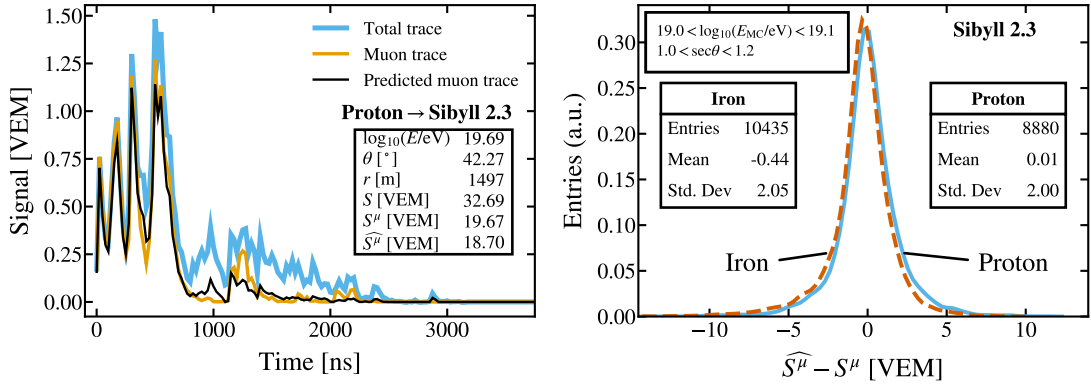 Signal [VEM]
1.50
1.25
1.00
0.75
0.50
0.25
0.00
Total trace
Muon trace
Predicted muon trace
Proton → Sibyll 2.3
log₁₀(E/eV) 19.69
θ [°] 42.27
r [m] 1497
S [VEM] 32.69
S^μ [VEM] 19.67
\widehat{S^μ} [VEM] 18.70
0 1000 2000 3000
Time [ns]
Entries (a.u.)
0.30
0.25
0.20
0.15
0.10
0.05
0.00
19.0 < log₁₀(E_MC/eV) < 19.1
1.0 < secθ < 1.2
Sibyll 2.3
Iron
Entries 10435
Mean -0.44
Std. Dev 2.05
Proton
Entries 8880
Mean 0.01
Std. Dev 2.00
Iron
Proton
−10 −5 0 5 10
\widehat{S^μ} − S^μ [VEM]